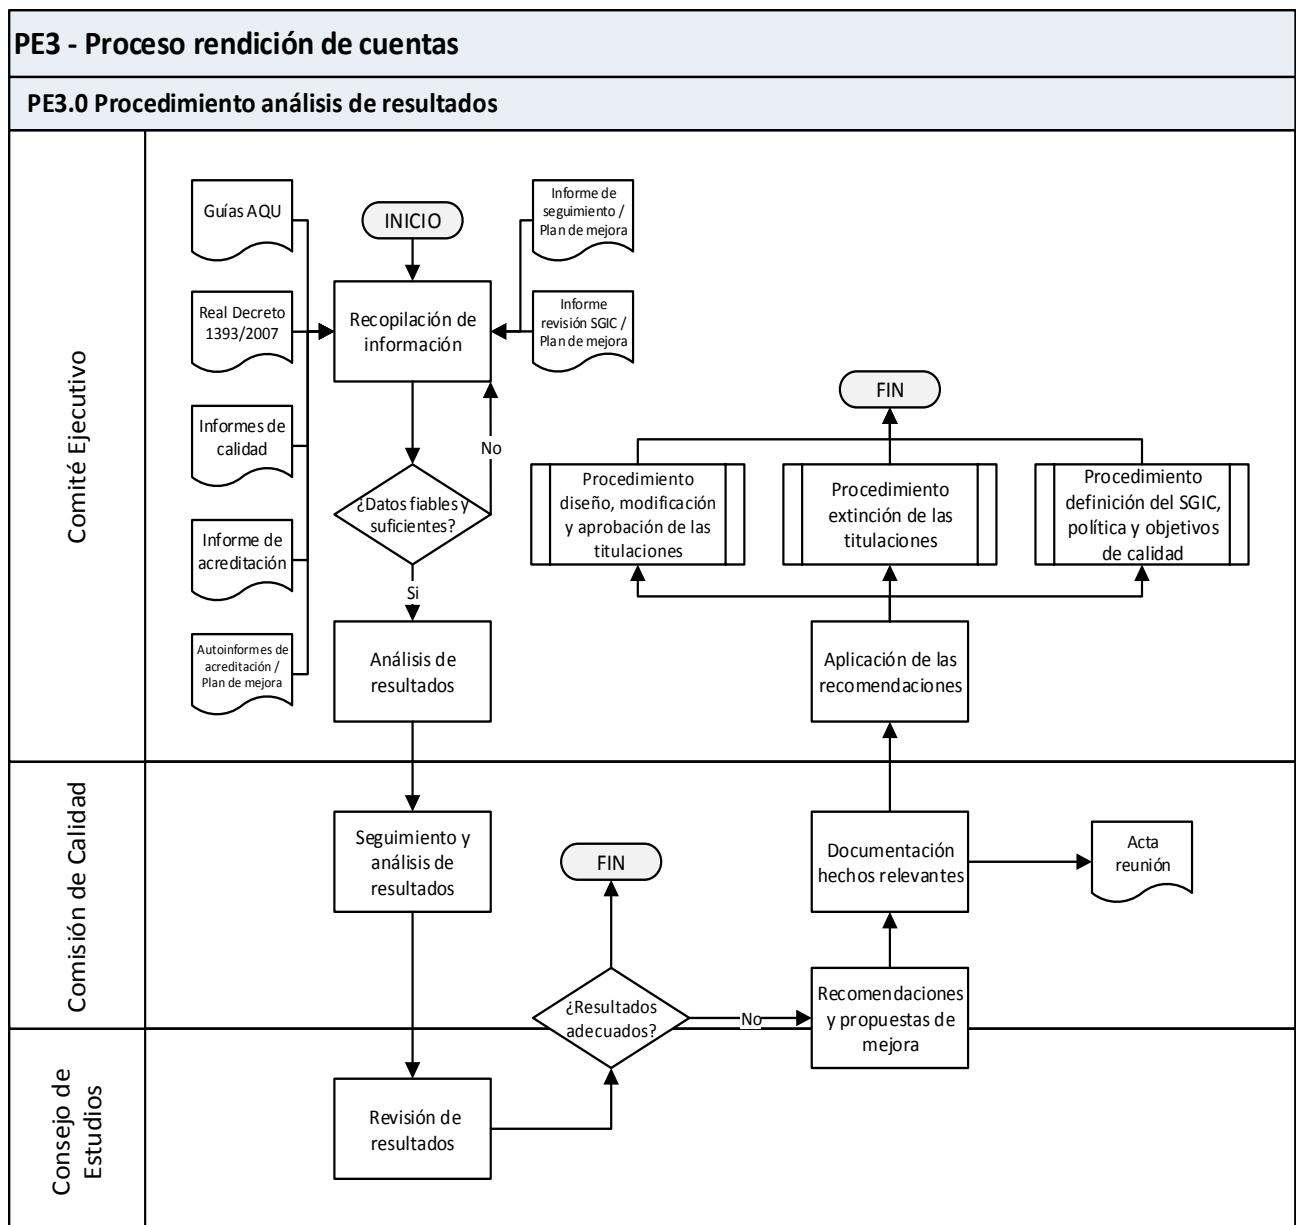 PE3 - Proceso rendición de cuentas
PE3.0 Procedimiento análisis de resultados
Comité Ejecutivo
Guías AQU
Real Decreto
1393/2007
Informes de
calidad
Informe de
acreditación
Autoinformes de
acreditación /
Plan de mejora
INICIO
Informe de
seguimiento /
Plan de mejora
Informe
revisión SGIC /
Plan de mejora
Recopilación de
información
No
¿Datos fiables y
suficientes?
Si
Análisis de
resultados
FIN
Procedimiento
diseño, modificación
y aprobación de las
titulaciones
Procedimiento
extinción de las
titulaciones
Procedimiento
definición del SGIC,
política y objetivos
de calidad
Aplicación de las
recomendaciones
Comisión de Calidad
Seguimiento y
análisis de
resultados
FIN
¿Resultados
adecuados?
No
Documentación
hechos relevantes
Acta
reunión
Recomendaciones
y propuestas de
mejora
Consejo de
Estudios
Revisión de
resultados